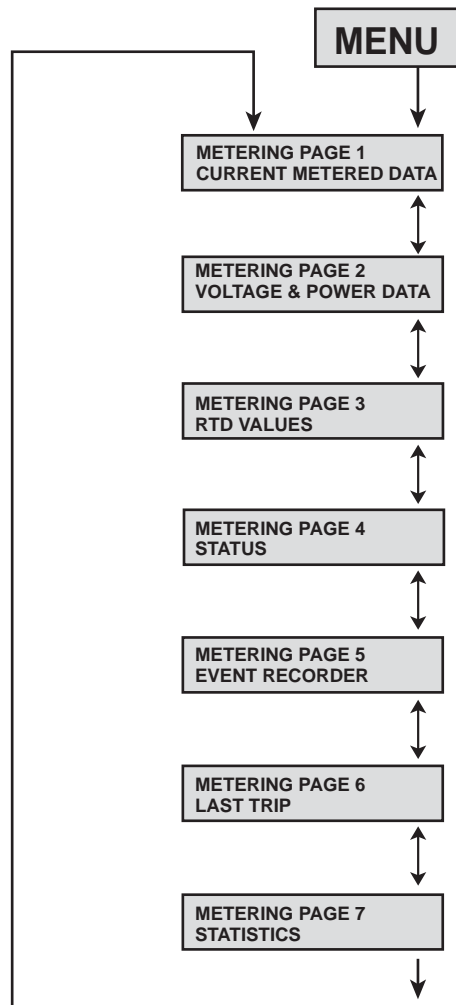 MENU
METERING PAGE 1
CURRENT METERED DATA
METERING PAGE 2
VOLTAGE & POWER DATA
METERING PAGE 3
RTD VALUES
METERING PAGE 4
STATUS
METERING PAGE 5
EVENT RECORDER
METERING PAGE 6
LAST TRIP
METERING PAGE 7
STATISTICS